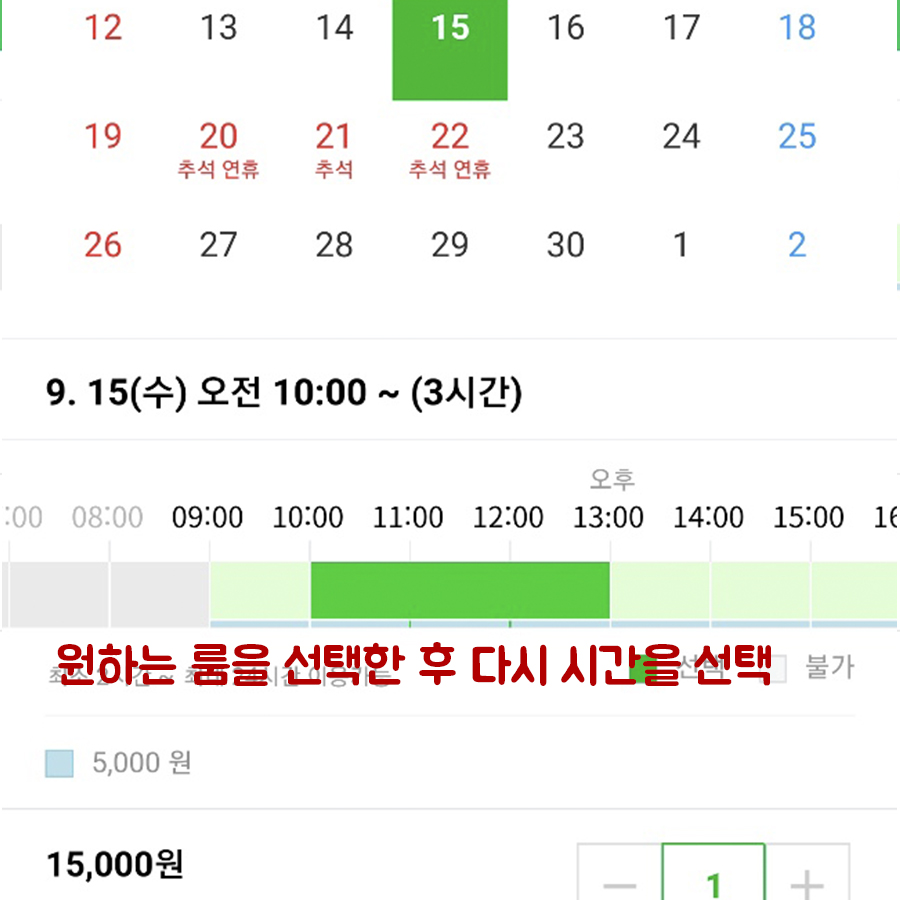 12 13 14 15 16 17 18
19 20 21 22 23 24 25
추석 연휴 추석 추석 연휴
26 27 28 29 30 1 2
9. 15(수) 오전 10:00 ~ (3시간)
오후
:00 08:00 09:00 10:00 11:00 12:00 13:00 14:00 15:00 16
원하는 룸을 선택한 후 다시 시간을 선택
선택 불가
5,000 원
15,000원
− 1 +